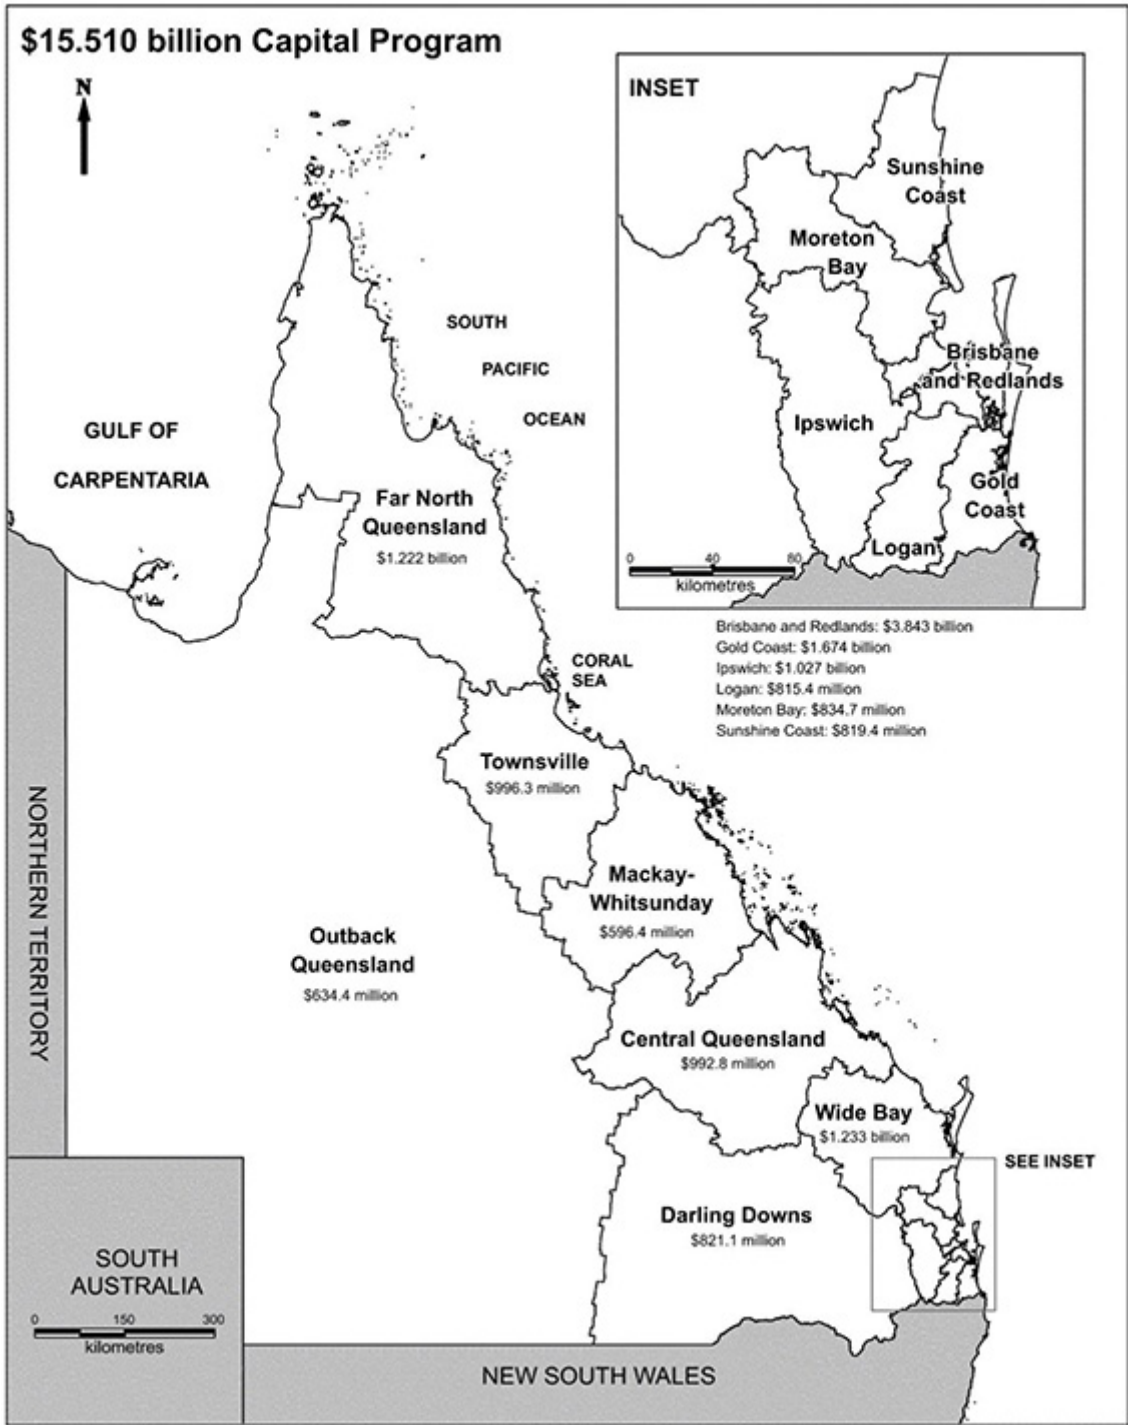 $15.510 billion Capital Program
N
INSET
Sunshine
Coast
Moreton
Bay
Brisbane
and Redlands
Ipswich
Gold
Coast
Logan
0 40 80
kilometres
Brisbane and Redlands: $3.843 billion
Gold Coast: $1.674 billion
Ipswich: $1.027 billion
Logan: $815.4 million
Moreton Bay: $834.7 million
Sunshine Coast: $819.4 million
SOUTH
PACIFIC
OCEAN
GULF OF
CARPENTARIA
Far North
Queensland
$1.222 billion
CORAL
SEA
Townsville
$996.3 million
NORTHERN TERRITORY
Mackay-
Whitsunday
$596.4 million
Outback
Queensland
$634.4 million
Central Queensland
$992.8 million
Wide Bay
$1.233 billion
SEE INSET
Darling Downs
$821.1 million
SOUTH
AUSTRALIA
0 150 300
kilometres
NEW SOUTH WALES